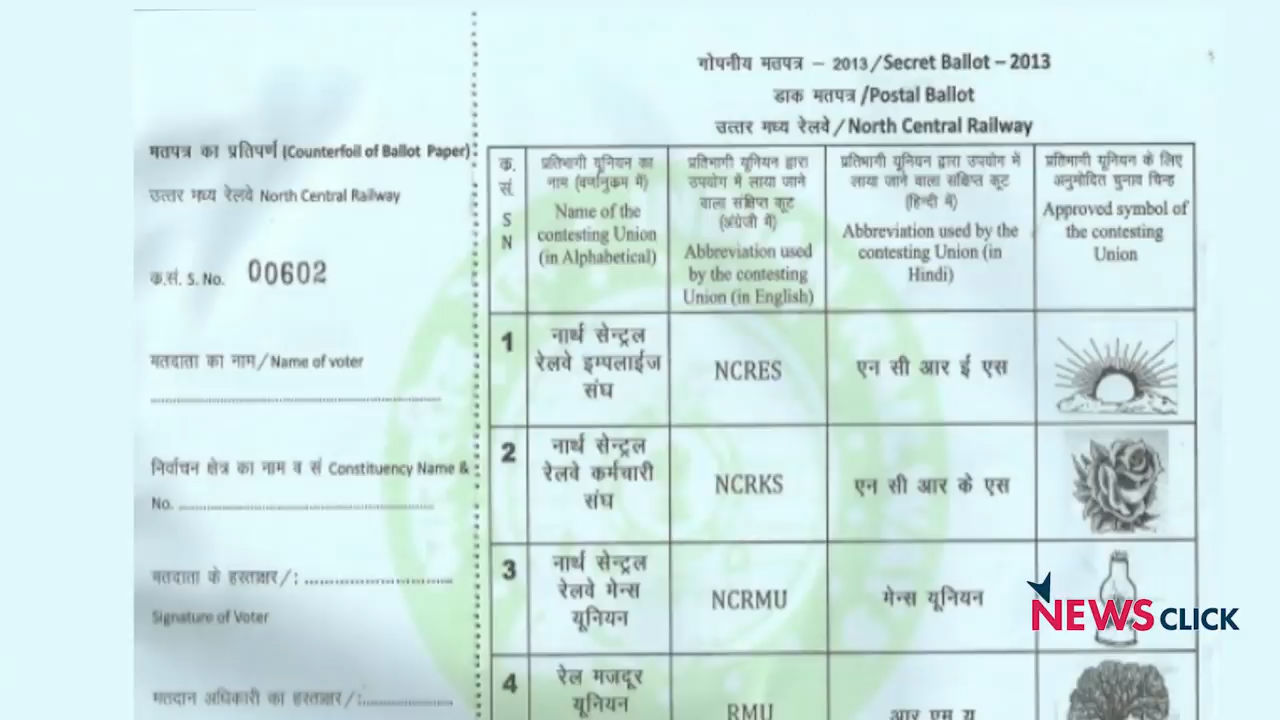 गोपनीय मतपत्र – 2013/Secret Ballot – 2013
डाक मतपत्र/Postal Ballot
उत्तर मध्य रेलवे/North Central Railway
मतपत्र का प्रतिपर्ण (Counterfoil of Ballot Paper)
उत्तर मध्य रेलवे North Central Railway
क.सं. S. No. 00602
मतदाता का नाम/Name of voter
निर्वाचन क्षेत्र का नाम व सं Constituency Name &
No.
मतदाता के हस्ताक्षर/:
Signature of Voter
मतदान अधिकारी का हस्ताक्षर/:
क.
सं.
S
N
प्रतिभागी यूनियन का
नाम (वर्णानुक्रम में)
Name of the
contesting Union
(in Alphabetical)
प्रतिभागी यूनियन द्वारा
उपयोग में लाया जाने
वाला संक्षिप्त कूट
(अंग्रेजी में)
Abbreviation used
by the contesting
Union (in English)
प्रतिभागी यूनियन द्वारा उपयोग में
लाया जाने वाला संक्षिप्त कूट
(हिन्दी में)
Abbreviation used by the
contesting Union (in
Hindi)
प्रतिभागी यूनियन के लिए
अनुमोदित चुनाव चिन्ह
Approved symbol of
the contesting
Union
1
नार्थ सेन्ट्रल
रेलवे इम्पलाईज
संघ
NCRES
एन सी आर ई एस
2
नार्थ सेन्ट्रल
रेलवे कर्मचारी
संघ
NCRKS
एन सी आर के एस
3
नार्थ सेन्ट्रल
रेलवे मेन्स
यूनियन
NCRMU
मेन्स यूनियन
4
रेल मजदूर
यूनियन
RMU
आर एम यू
NEWSCLICK